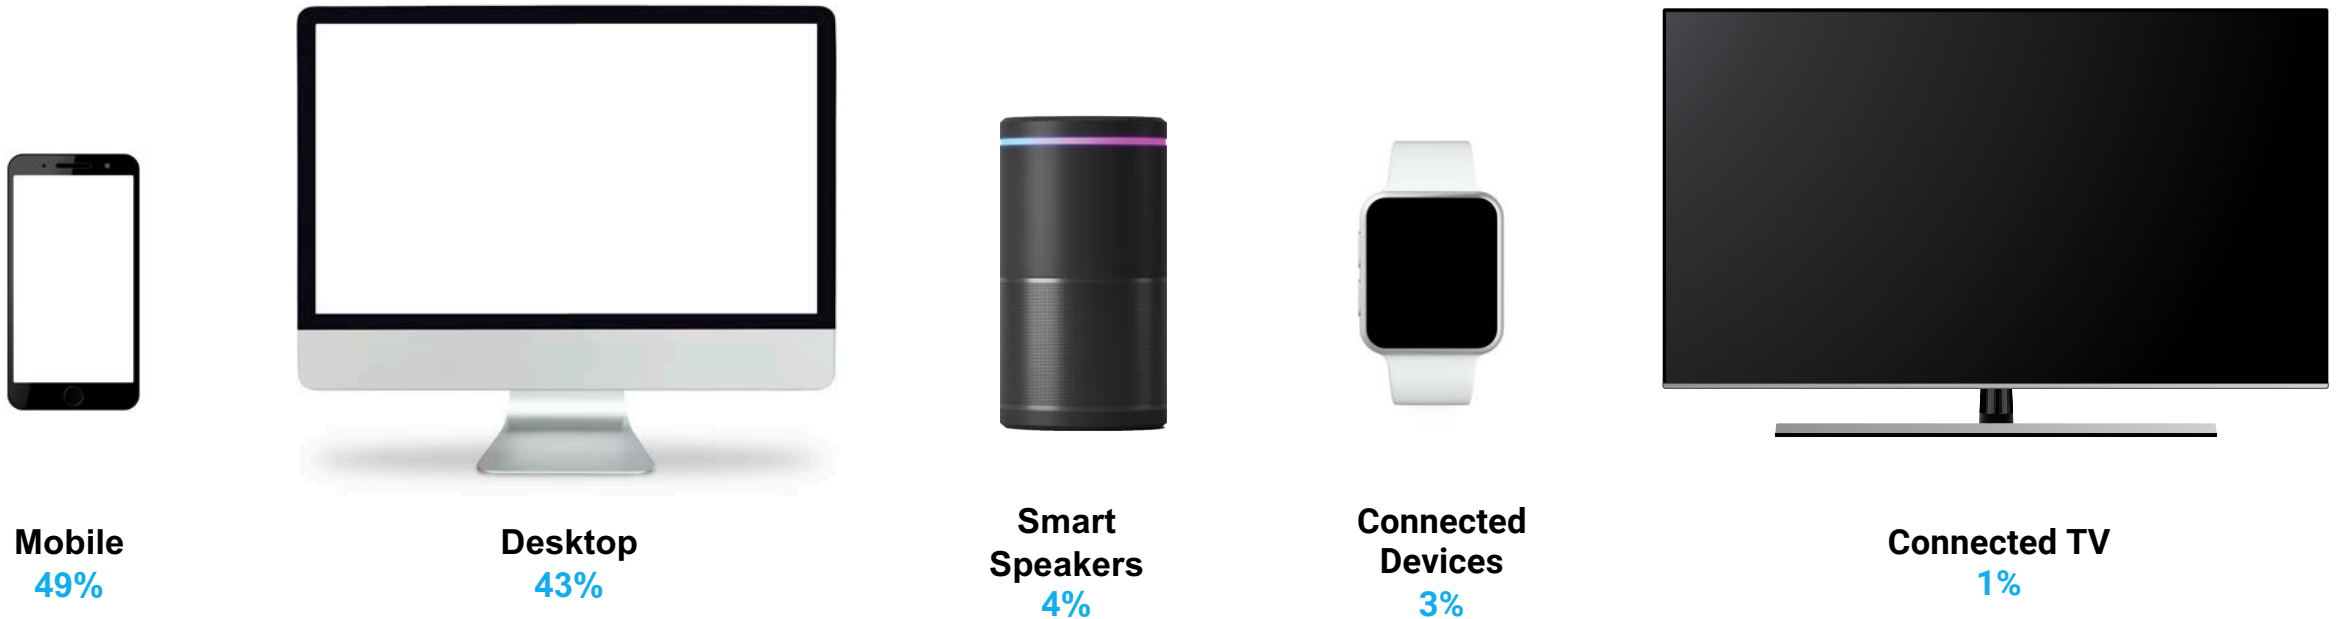 Mobile
49%
Desktop
43%
Smart
Speakers
4%
Connected
Devices
3%
Connected TV
1%